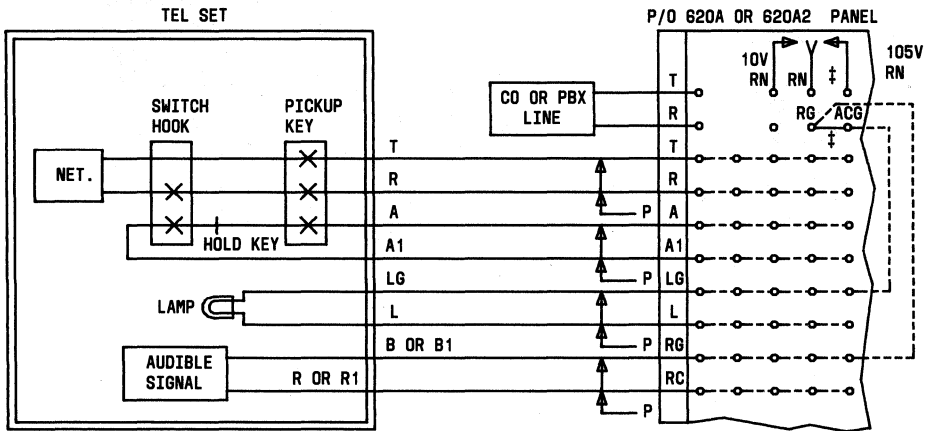 TEL SET
P/O 620A OR 620A2 PANEL
10V
RN
RN
‡
105V
RN
SWITCH
HOOK
PICKUP
KEY
CO OR PBX
LINE
T
R
RG
ACG
‡
NET.
T
T
R
R
A
P
A
HOLD KEY
A1
A1
LG
P
LG
LAMP
L
L
B OR B1
P
RG
AUDIBLE
SIGNAL
R OR R1
RC
P